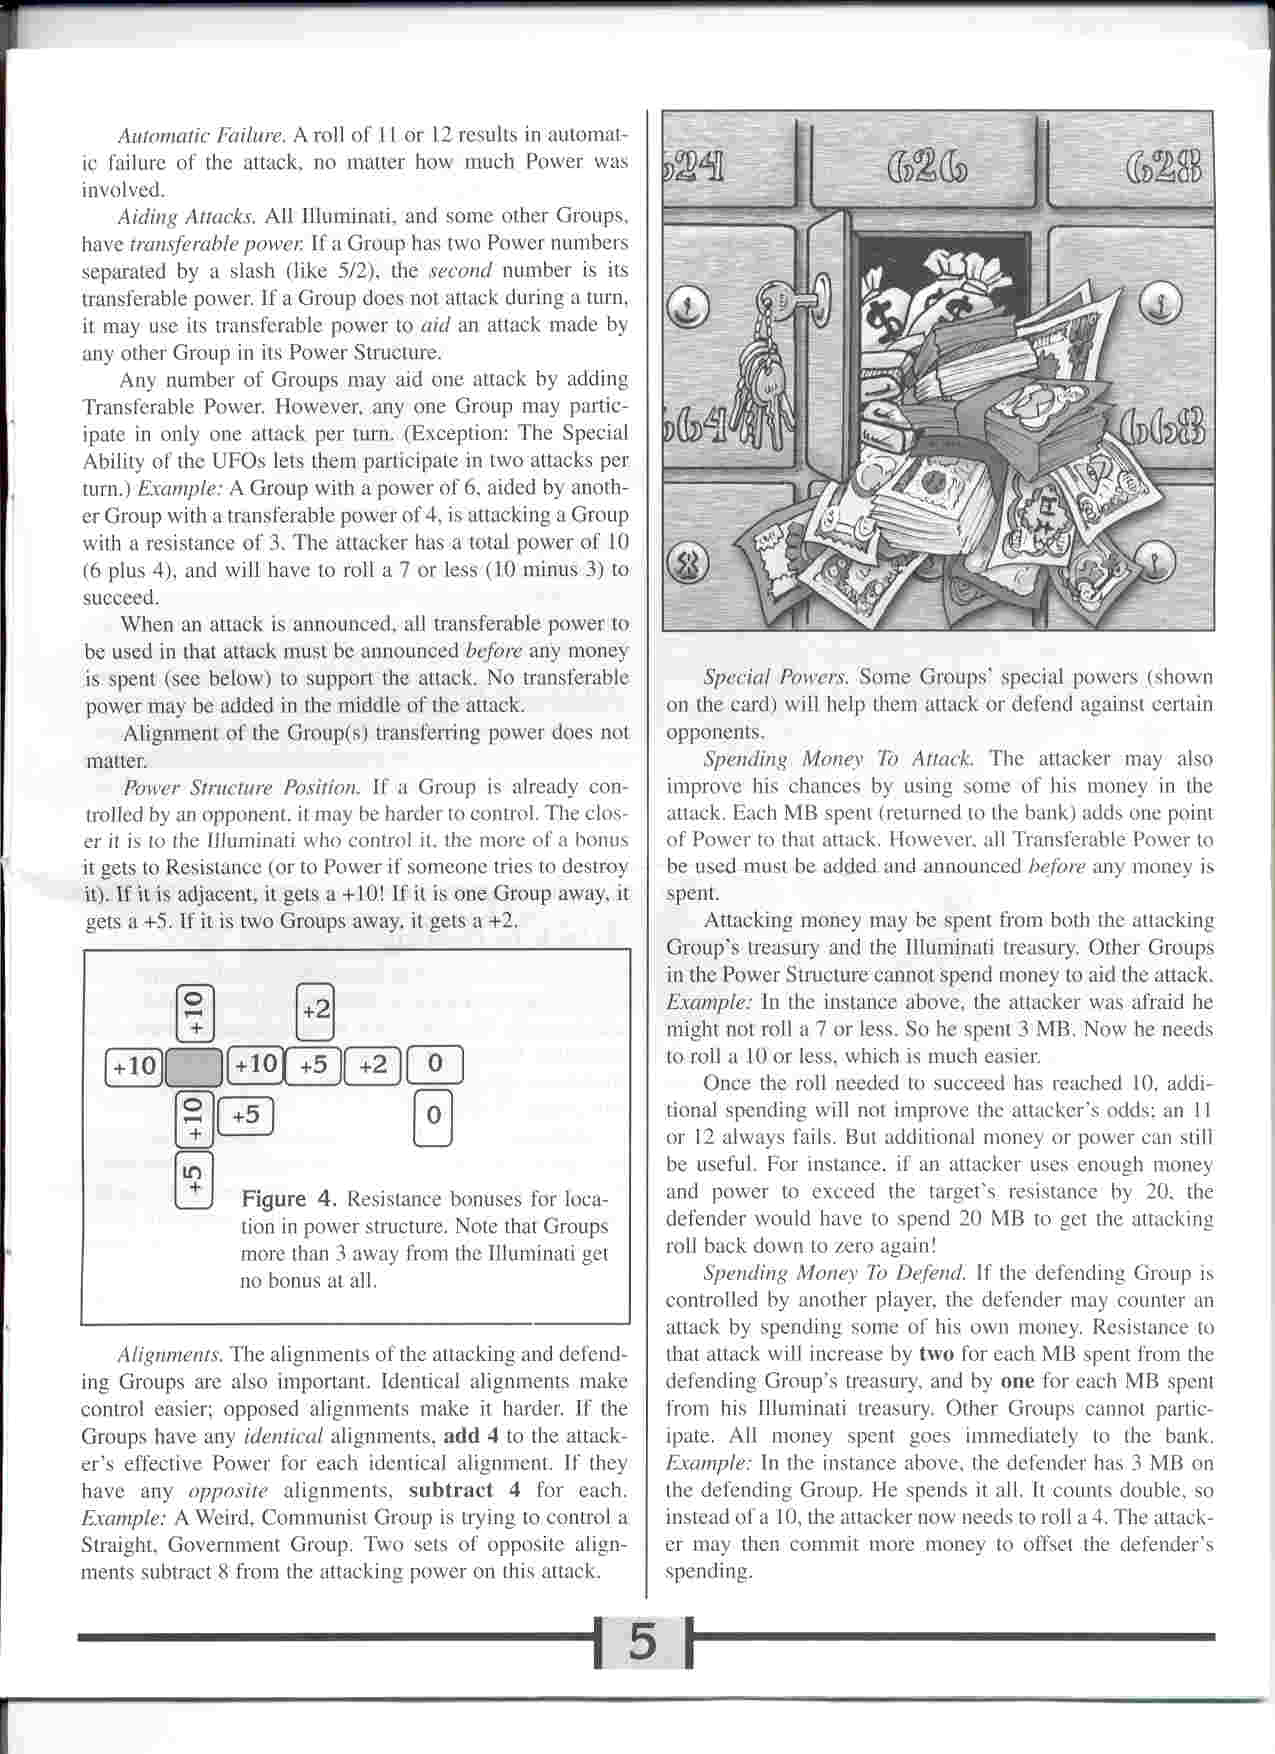 Automatic Failure. A roll of 11 or 12 results in automat-
ic failure of the attack, no matter how much Power was
involved.
Aiding Attacks. All Illuminati, and some other Groups,
have transferable power. If a Group has two Power numbers
separated by a slash (like 5/2), the second number is its
transferable power. If a Group does not attack during a turn,
it may use its transferable power to aid an attack made by
any other Group in its Power Structure.
Any number of Groups may aid one attack by adding
Transferable Power. However, any one Group may partic-
ipate in only one attack per turn. (Exception: The Special
Ability of the UFOs lets them participate in two attacks per
turn.) Example: A Group with a power of 6, aided by anoth-
er Group with a transferable power of 4, is attacking a Group
with a resistance of 3. The attacker has a total power of 10
(6 plus 4), and will have to roll a 7 or less (10 minus 3) to
succeed.
When an attack is announced, all transferable power to
be used in that attack must be announced before any money
is spent (see below) to support the attack. No transferable
power may be added in the middle of the attack.
Alignment of the Group(s) transferring power does not
matter.
Power Structure Position. If a Group is already con-
trolled by an opponent, it may be harder to control. The clos-
er it is to the Illuminati who control it, the more of a bonus
it gets to Resistance (or to Power if someone tries to destroy
it). If it is adjacent, it gets a +10! If it is one Group away, it
gets a +5. If it is two Groups away, it gets a +2.
+10
+2
+10
+10
+5
+2
0
+10
+5
0
+5
Figure 4. Resistance bonuses for loca-
tion in power structure. Note that Groups
more than 3 away from the Illuminati get
no bonus at all.
Alignments. The alignments of the attacking and defend-
ing Groups are also important. Identical alignments make
control easier; opposed alignments make it harder. If the
Groups have any identical alignments, add 4 to the attack-
er's effective Power for each identical alignment. If they
have any opposite alignments, subtract 4 for each.
Example: A Weird, Communist Group is trying to control a
Straight, Government Group. Two sets of opposite align-
ments subtract 8 from the attacking power on this attack.
624
626
628
664
668
$
Special Powers. Some Groups' special powers (shown
on the card) will help them attack or defend against certain
opponents.
Spending Money To Attack. The attacker may also
improve his chances by using some of his money in the
attack. Each MB spent (returned to the bank) adds one point
of Power to that attack. However, all Transferable Power to
be used must be added and announced before any money is
spent.
Attacking money may be spent from both the attacking
Group's treasury and the Illuminati treasury. Other Groups
in the Power Structure cannot spend money to aid the attack.
Example: In the instance above, the attacker was afraid he
might not roll a 7 or less. So he spent 3 MB. Now he needs
to roll a 10 or less, which is much easier.
Once the roll needed to succeed has reached 10, addi-
tional spending will not improve the attacker's odds; an 11
or 12 always fails. But additional money or power can still
be useful. For instance, if an attacker uses enough money
and power to exceed the target's resistance by 20, the
defender would have to spend 20 MB to get the attacking
roll back down to zero again!
Spending Money To Defend. If the defending Group is
controlled by another player, the defender may counter an
attack by spending some of his own money. Resistance to
that attack will increase by two for each MB spent from the
defending Group's treasury, and by one for each MB spent
from his Illuminati treasury. Other Groups cannot partic-
ipate. All money spent goes immediately to the bank.
Example: In the instance above, the defender has 3 MB on
the defending Group. He spends it all. It counts double, so
instead of a 10, the attacker now needs to roll a 4. The attack-
er may then commit more money to offset the defender's
spending.
5